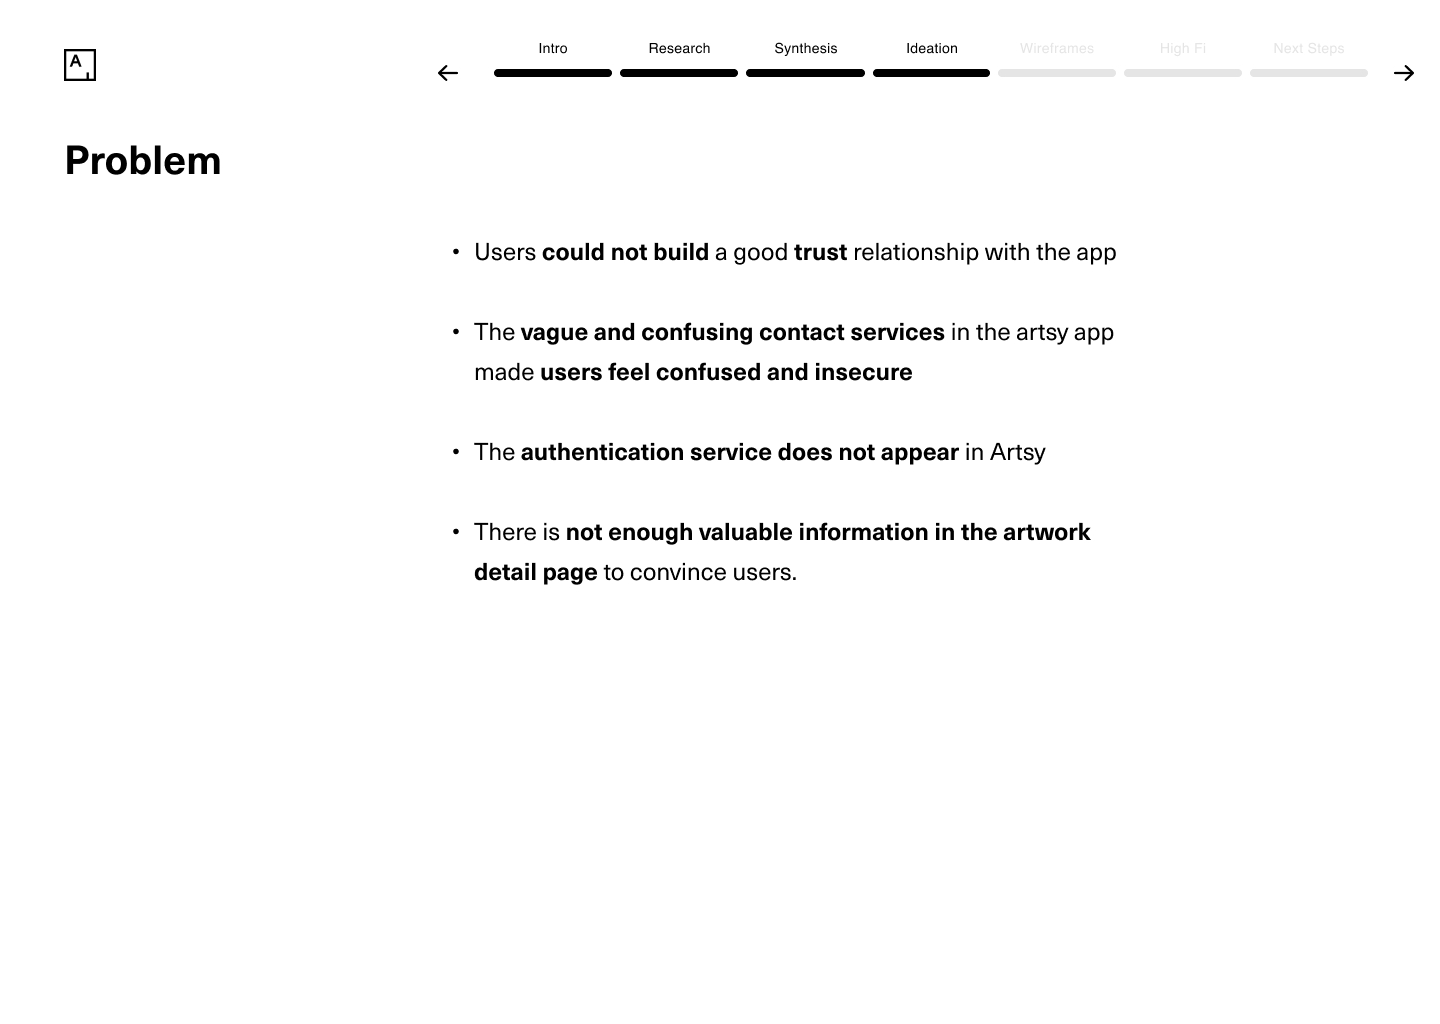 A
Intro
Research
Synthesis
Ideation
Wireframes
High Fi
Next Steps
Problem
• Users could not build a good trust relationship with the app
• The vague and confusing contact services in the artsy app
made users feel confused and insecure
• The authentication service does not appear in Artsy
• There is not enough valuable information in the artwork
detail page to convince users.